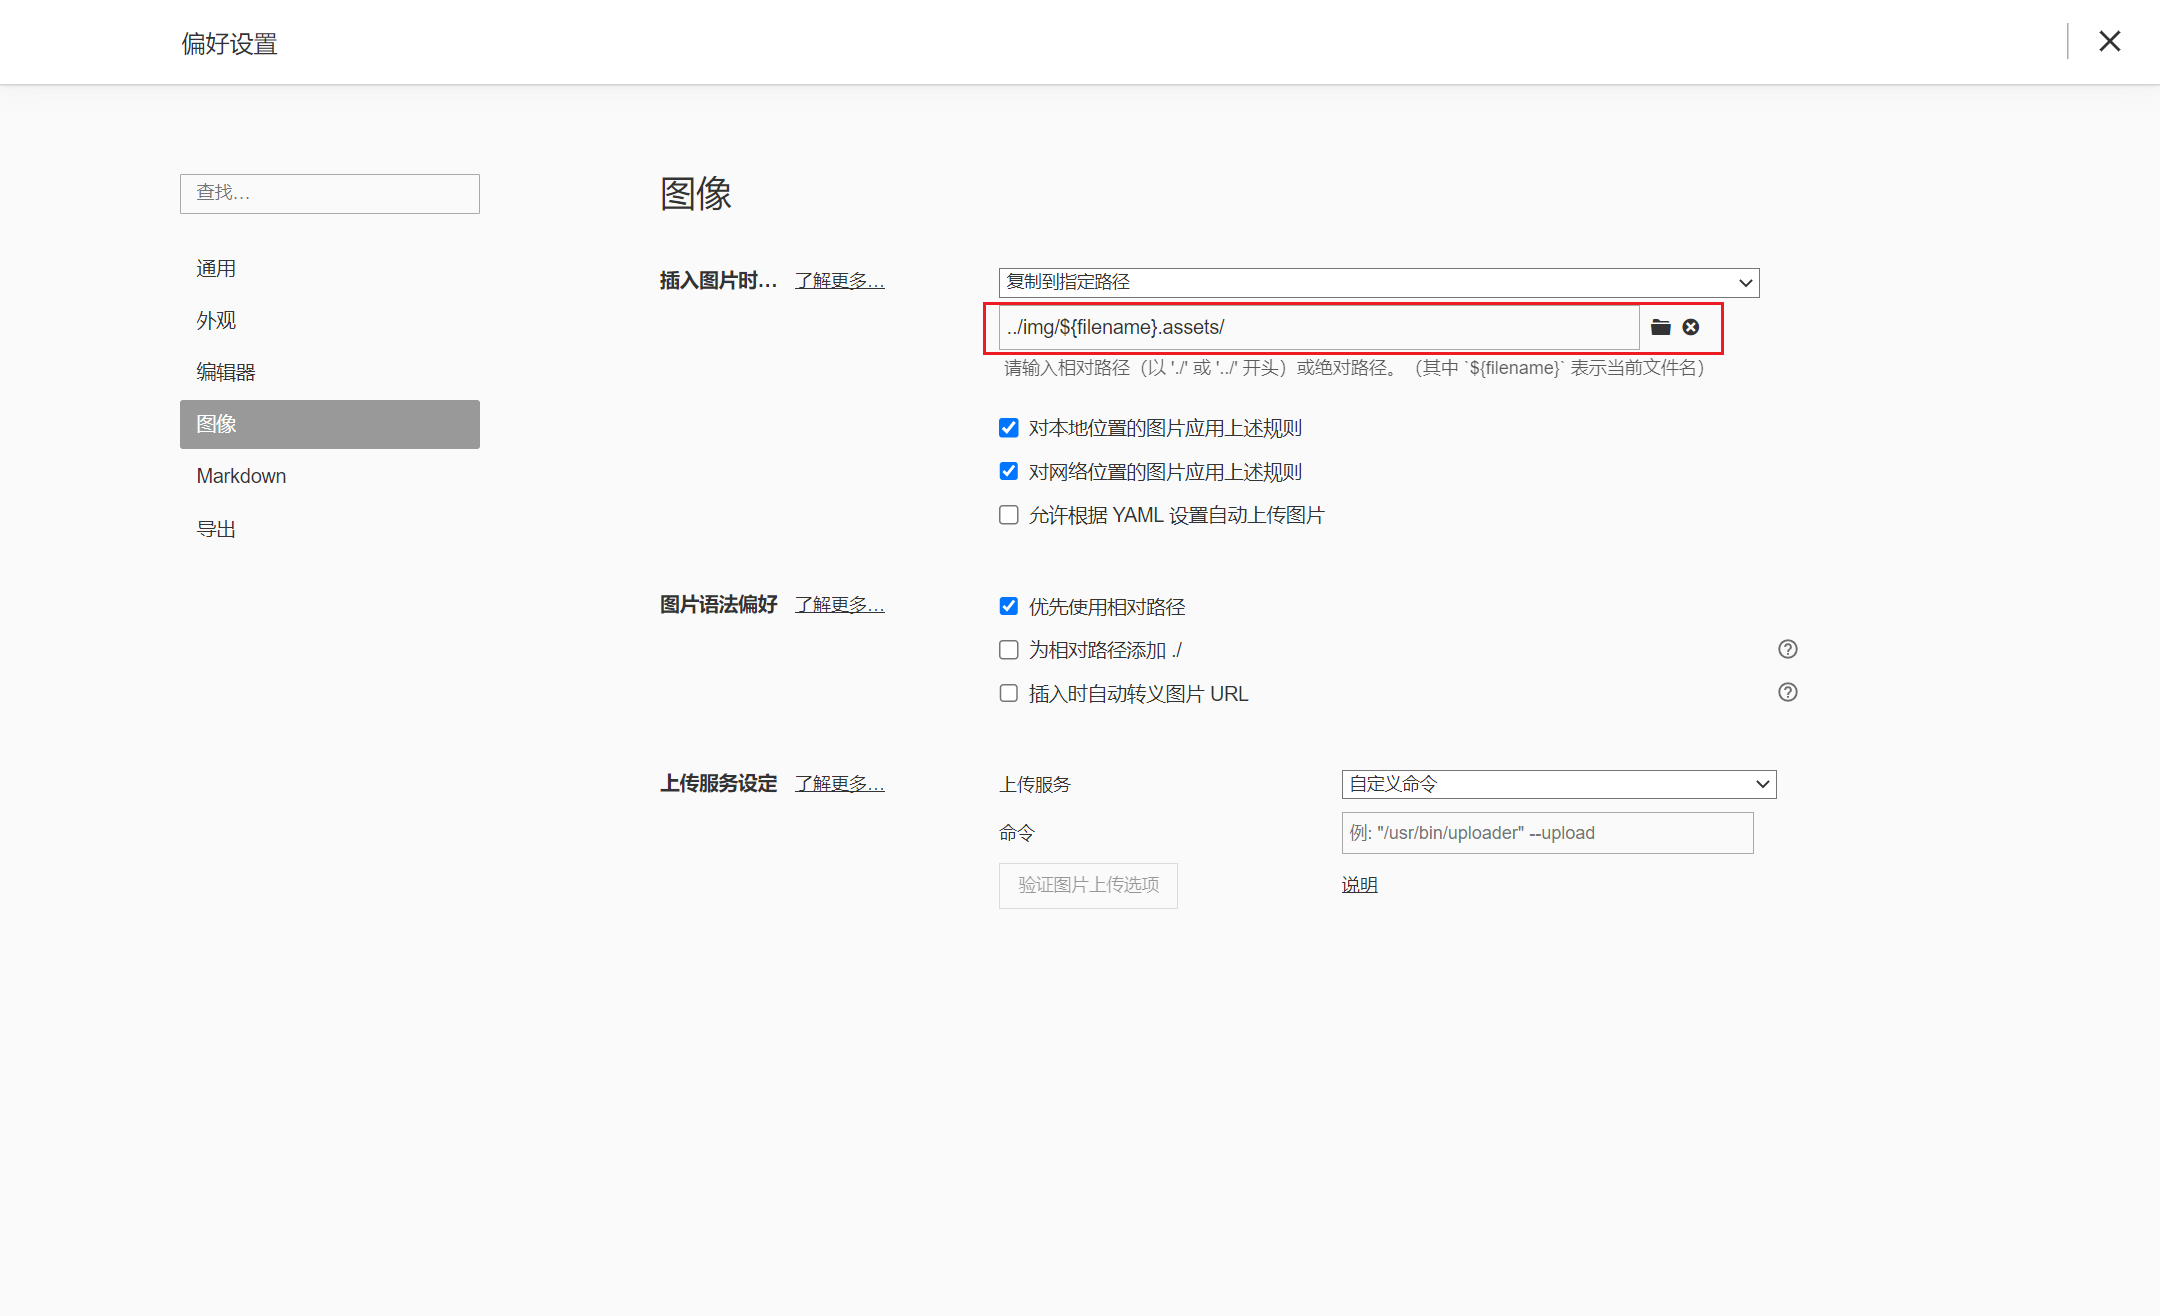 偏好设置
查找...
通用
外观
编辑器
图像
Markdown
导出
图像
插入图片时... 了解更多...
复制到指定路径
../img/${filename}.assets/
请输入相对路径（以 './' 或 '../' 开头）或绝对路径。（其中 `${filename}` 表示当前文件名）
对本地位置的图片应用上述规则
对网络位置的图片应用上述规则
允许根据 YAML 设置自动上传图片
图片语法偏好 了解更多...
优先使用相对路径
为相对路径添加 ./
插入时自动转义图片 URL
上传服务设定 了解更多...
上传服务 自定义命令
命令 例: "/usr/bin/uploader" --upload
验证图片上传选项 说明